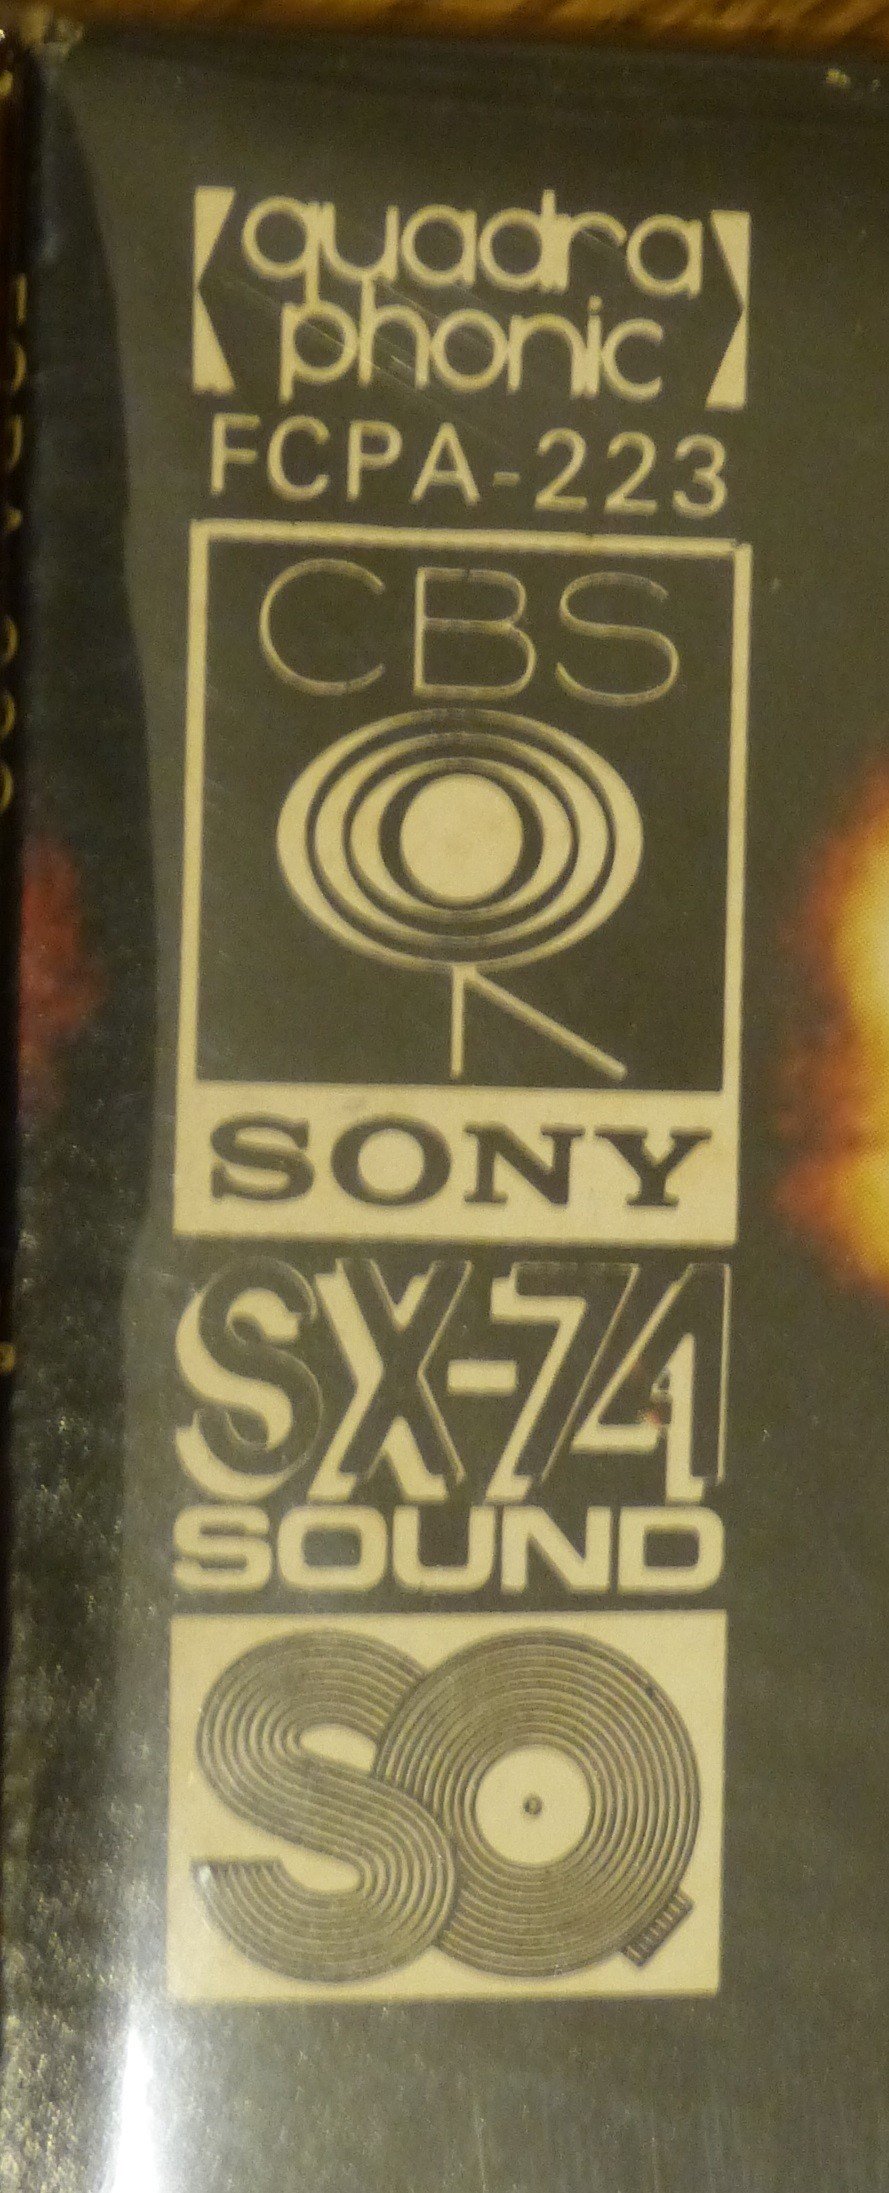 quadra
phonic
FCPA-223
CBS
SONY
SX-74
SOUND
SQ